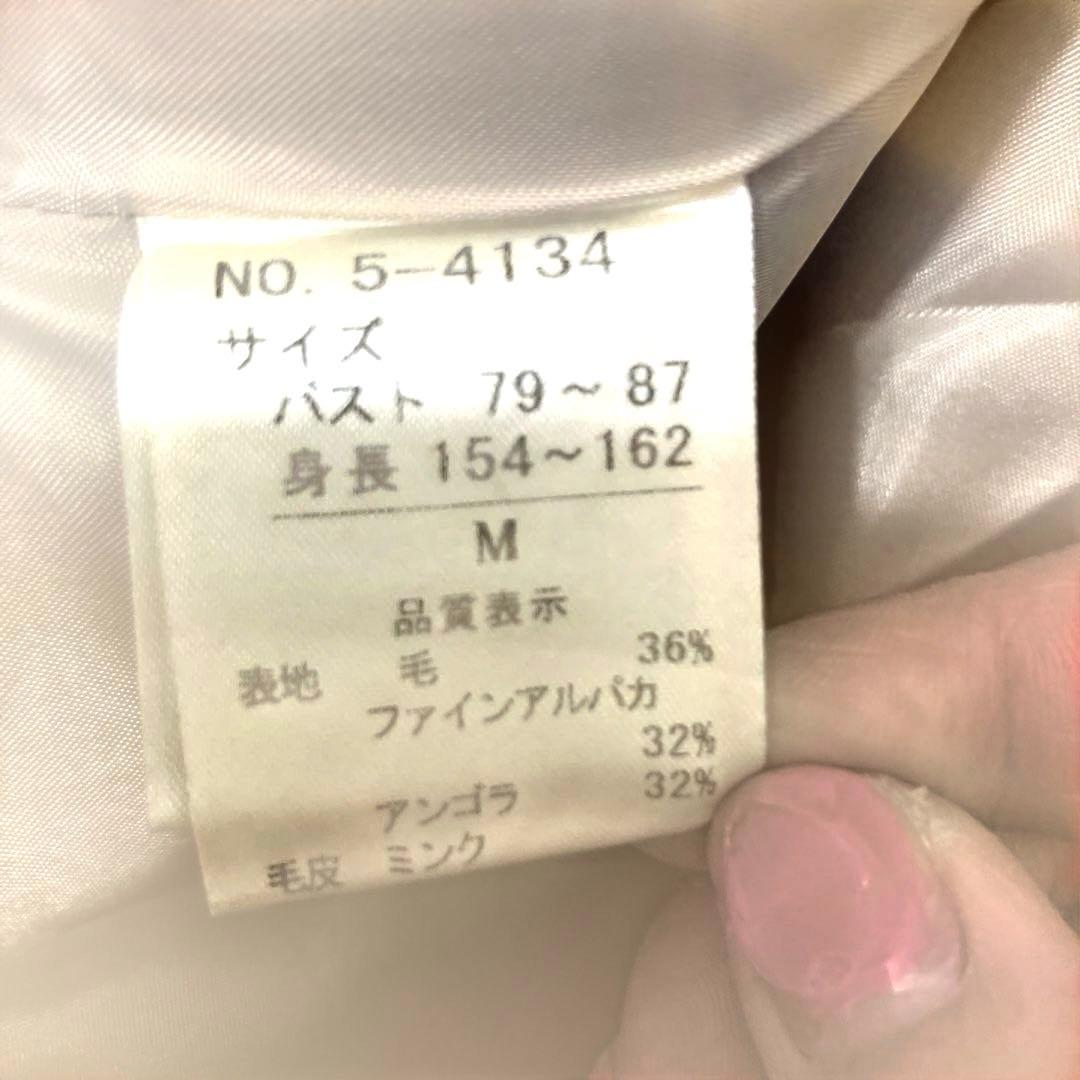 NO. 5-4134
サイズ
バスト 79～87
身長 154～162
M
品質表示
表地 毛 36%
ファインアルパカ
32%
アンゴラ 32%
毛皮 ミンク